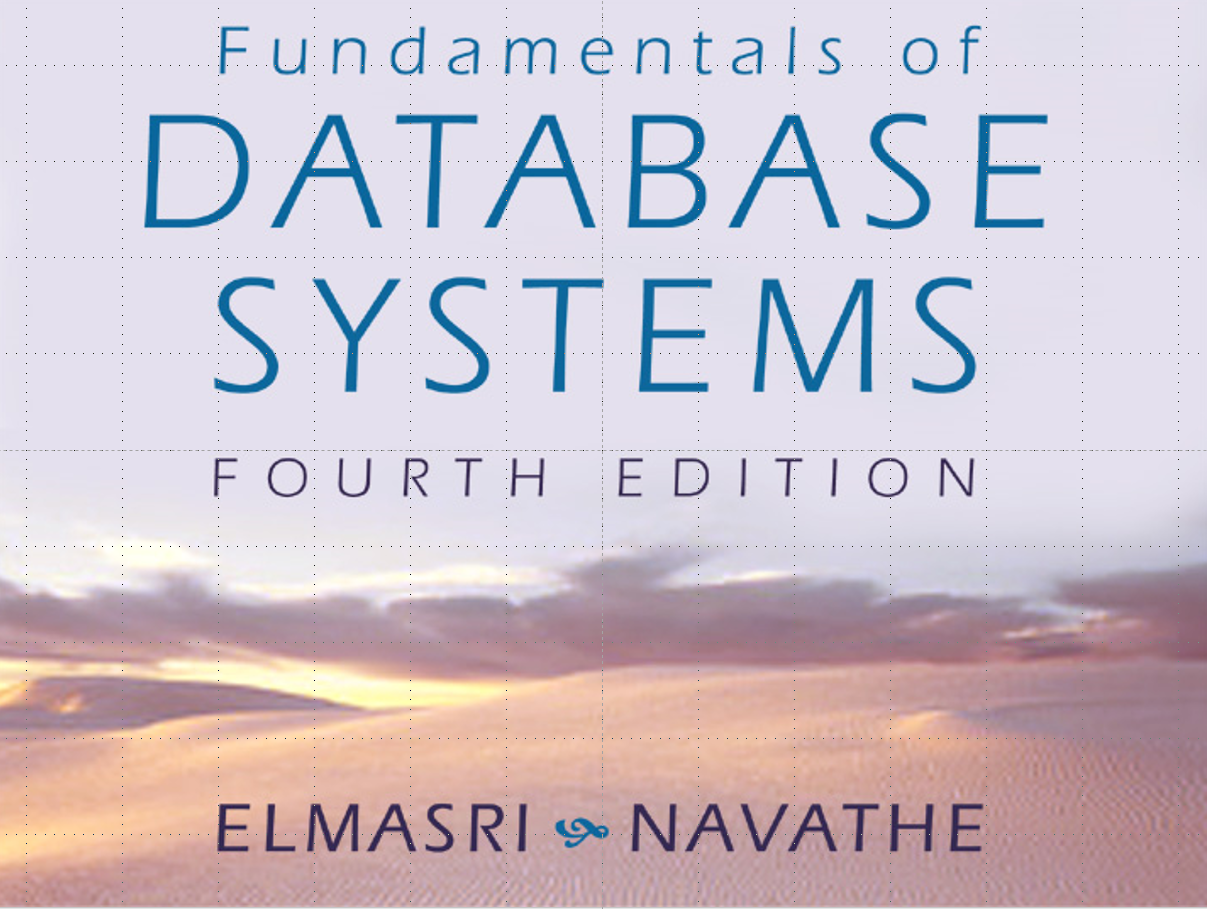 Fundamentals of
DATABASE
SYSTEMS
FOURTH EDITION
ELMASRI NAVATHE